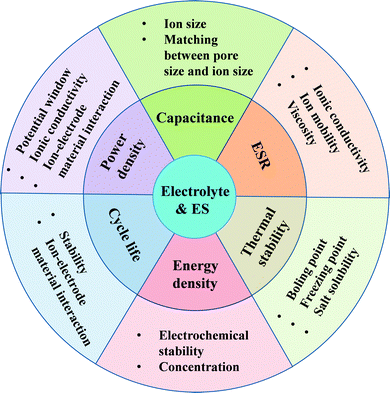 • Ion size
• Matching
between pore
size and ion size
Capacitance
• Ionic conductivity
• Ion mobility
• Viscosity
ESR
• Boling point
• Freezing point
• Salt solubility
Thermal
stability
• Electrochemical
stability
• Concentration
Energy
density
• Stability
• Ion-electrode
material interaction
Cycle life
• Potential window
• Ionic conductivity
• Ion-electrode
material interaction
Power
density
Electrolyte
& ES